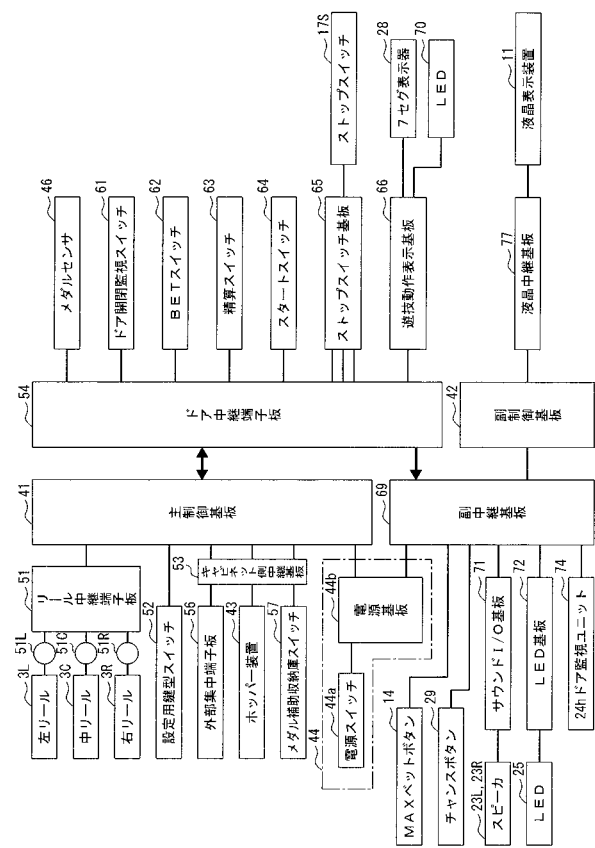 3L
左リール
51L
3C
中リール
51C
3R
右リール
51R
51
リール中継端子板
41
主制御基板
52
設定用鍵型スイッチ
56
外部集中端子板
43
ホッパー装置
57
メダル補助収納庫スイッチ
53
キャビネット側中継基板
44
44a
電源スイッチ
44b
電源基板
54
ドア中継端子板
46
メダルセンサ
61
ドア開閉監視スイッチ
62
BETスイッチ
63
精算スイッチ
64
スタートスイッチ
65
ストップスイッチ基板
17S
ストップスイッチ
66
遊技動作表示基板
28
7セグ表示器
70
LED
69
副中継基板
42
副制御基板
77
液晶中継基板
11
液晶表示装置
14
MAXベットボタン
29
チャンスボタン
23L,23R
スピーカ
71
サウンドI/O基板
25
LED
72
LED基板
74
24hドア監視ユニット